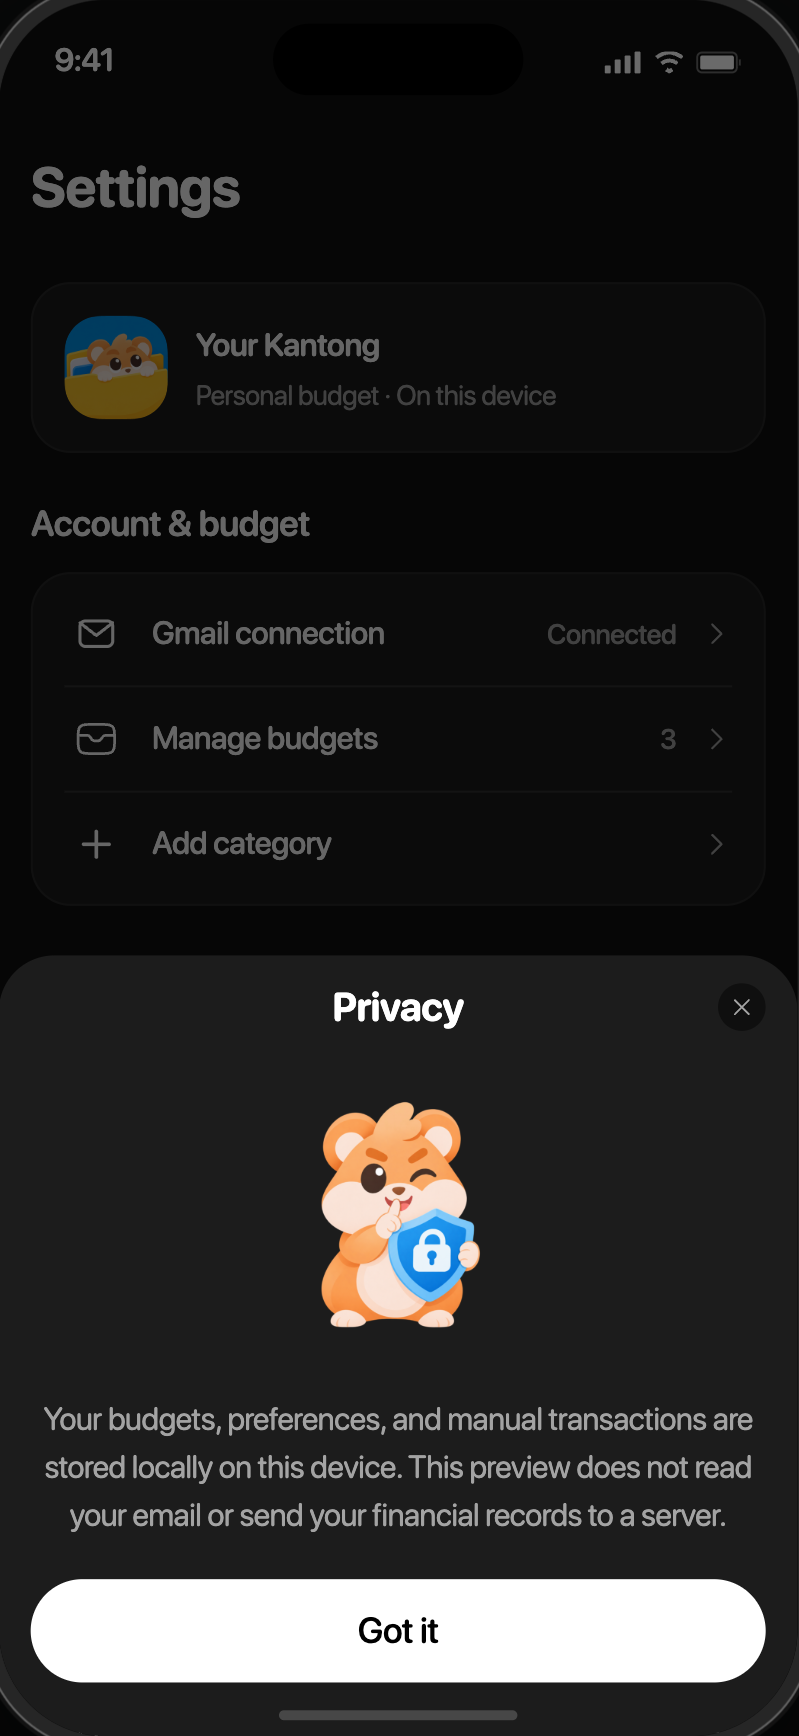 9:41
Settings
Your Kantong
Personal budget · On this device
Account & budget
Gmail connection
Connected
Manage budgets
3
Add category
Privacy
Your budgets, preferences, and manual transactions are
stored locally on this device. This preview does not read
your email or send your financial records to a server.
Got it